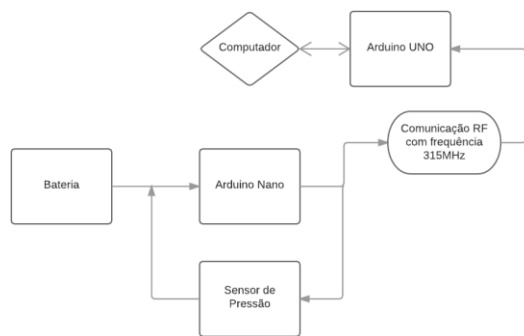 Computador
Arduino UNO
Comunicação RF
com frequência
315MHz
Bateria
Arduino Nano
Sensor de
Pressão